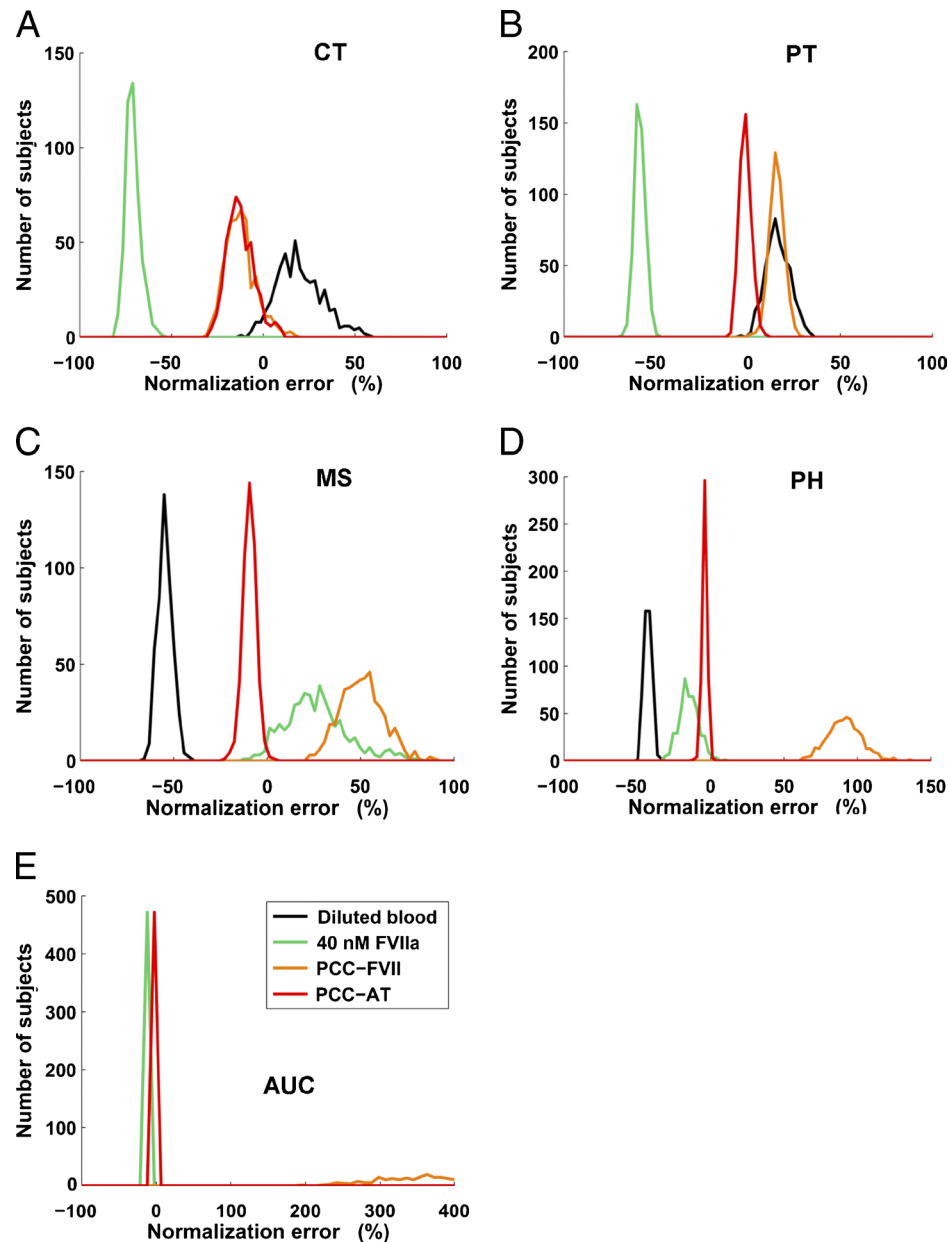 A
CT
Number of subjects
150
100
50
0
−100
−50
0
50
100
Normalization error (%)
B
PT
Number of subjects
200
150
100
50
0
−100
−50
0
50
100
Normalization error (%)
C
MS
Number of subjects
150
100
50
0
−100
−50
0
50
100
Normalization error (%)
D
PH
Number of subjects
300
250
200
150
100
50
0
−100
−50
0
50
100
150
Normalization error (%)
E
Number of subjects
500
400
300
200
100
0
Diluted blood
40 nM FVIIa
PCC−FVII
PCC−AT
AUC
−100
0
100
200
300
400
Normalization error (%)